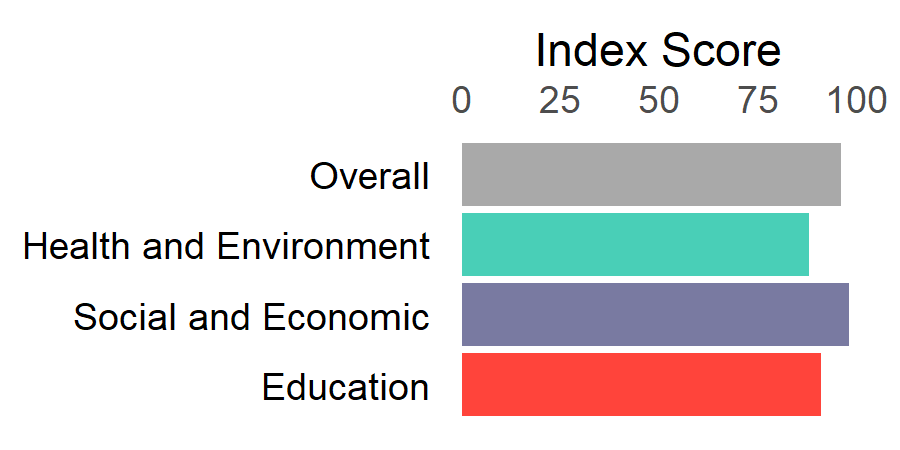 Index Score
0 25 50 75 100
Overall
Health and Environment
Social and Economic
Education